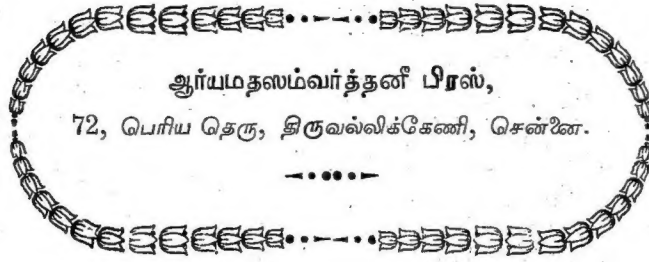 ஆர்யமதஸம்வர்த்தனீ பிரஸ்,
72, பெரிய தெரு, திருவல்லிக்கேணி, சென்னை.